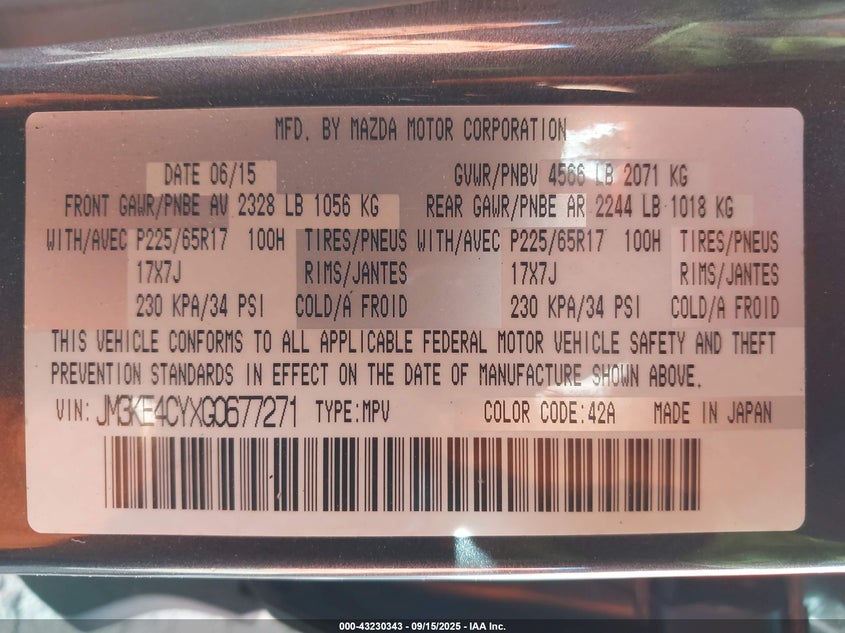 MFD. BY MAZDA MOTOR CORPORATION
DATE 06/15 GVWR/PNBV 4566 LB 2071 KG
FRONT GAWR/PNBE AV 2328 LB 1056 KG REAR GAWR/PNBE AR 2244 LB 1018 KG
WITH/AVEC P225/65R17 100H TIRES/PNEUS WITH/AVEC P225/65R17 100H TIRES/PNEUS
17X7J RIMS/JANTES 17X7J RIMS/JANTES
230 KPA/34 PSI COLD/A FROID 230 KPA/34 PSI COLD/A FROID
THIS VEHICLE CONFORMS TO ALL APPLICABLE FEDERAL MOTOR VEHICLE SAFETY AND THEFT
PREVENTION STANDARDS IN EFFECT ON THE DATE OF MANUFACTURE SHOWN ABOVE.
VIN: JM3KE4CYXG0677271 TYPE:MPV COLOR CODE:42A MADE IN JAPAN
000-43230343 - 09/15/2025 - IAA Inc.